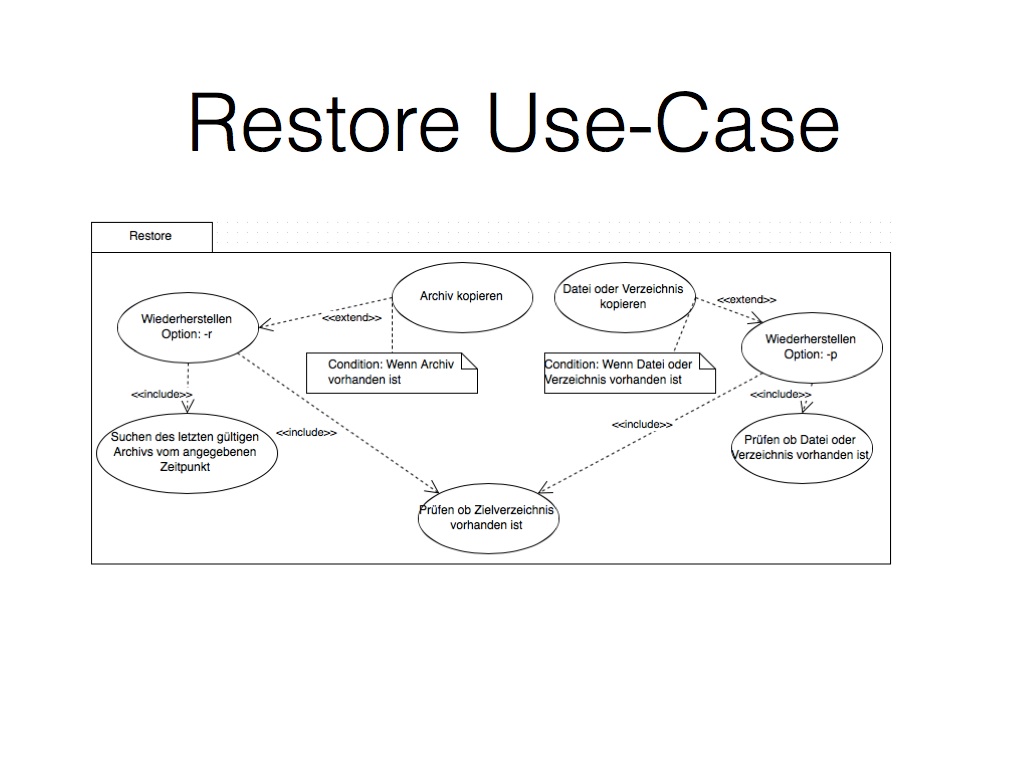 Restore Use-Case
Restore
Archiv kopieren
Datei oder Verzeichnis
kopieren
<<extend>>
<<extend>>
Wiederherstellen
Option: -r
Wiederherstellen
Option: -p
Condition: Wenn Archiv
vorhanden ist
Condition: Wenn Datei oder
Verzeichnis vorhanden ist
<<include>>
<<include>>
<<include>>
<<include>>
Suchen des letzten gültigen
Archivs vom angegebenen
Zeitpunkt
Prüfen ob Datei oder
Verzeichnis vorhanden ist
Prüfen ob Zielverzeichnis
vorhanden ist